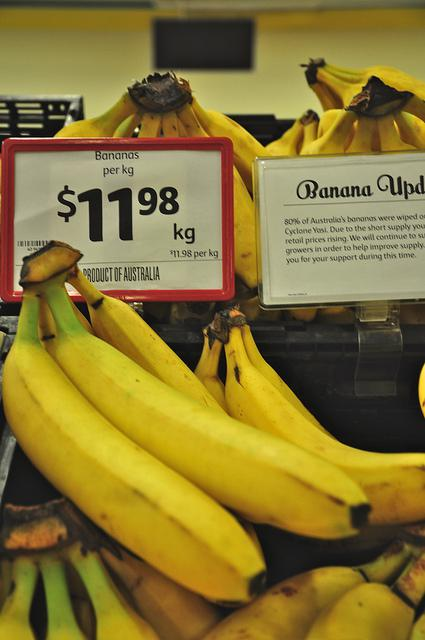 Bananas
per kg
$11.98
kg
$11.98 per kg
PRODUCT OF AUSTRALIA
Banana Upd
80% of Australia's bananas were wiped o
Cyclone Yasi. Due to the short supply you
retail prices rising. We will continue to su
growers in order to help improve supply.
you for your support during this time.